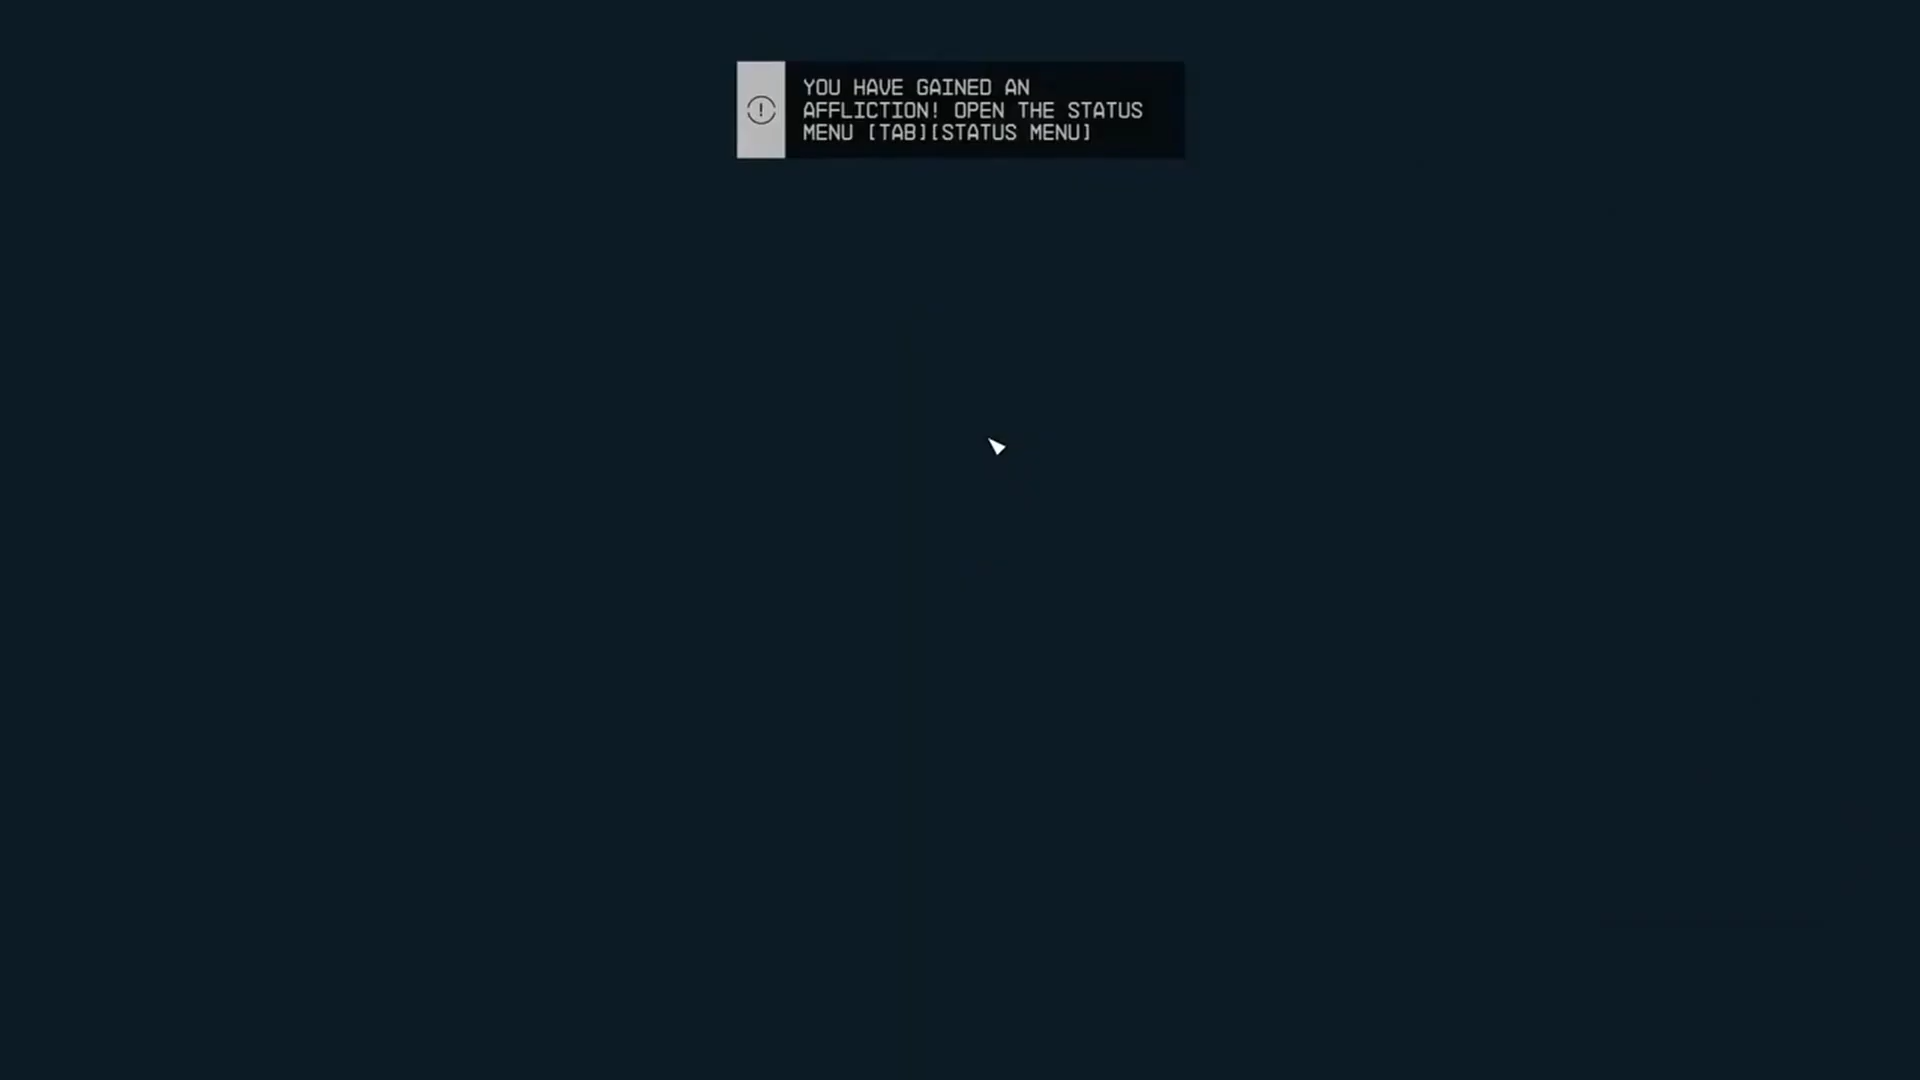 YOU HAVE GAINED AN
AFFLICTION! OPEN THE STATUS
MENU [TAB][STATUS MENU]